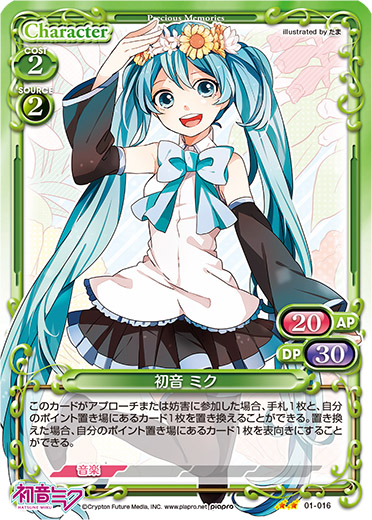 Precious Memories
Character
illustrated by たま
COST
2
SOURCE
2
20 AP
DP 30
初音 ミク
このカードがアプローチまたは妨害に参加した場合、手札1枚と、自分
のポイント置き場にあるカード1枚を置き換えることができる。置き換
えた場合、自分のポイント置き場にあるカード1枚を表向きにすること
ができる。
音楽
初音ミク
HATSUNE MIKU
©Crypton Future Media, INC. www.piapro.net piapro
01-016